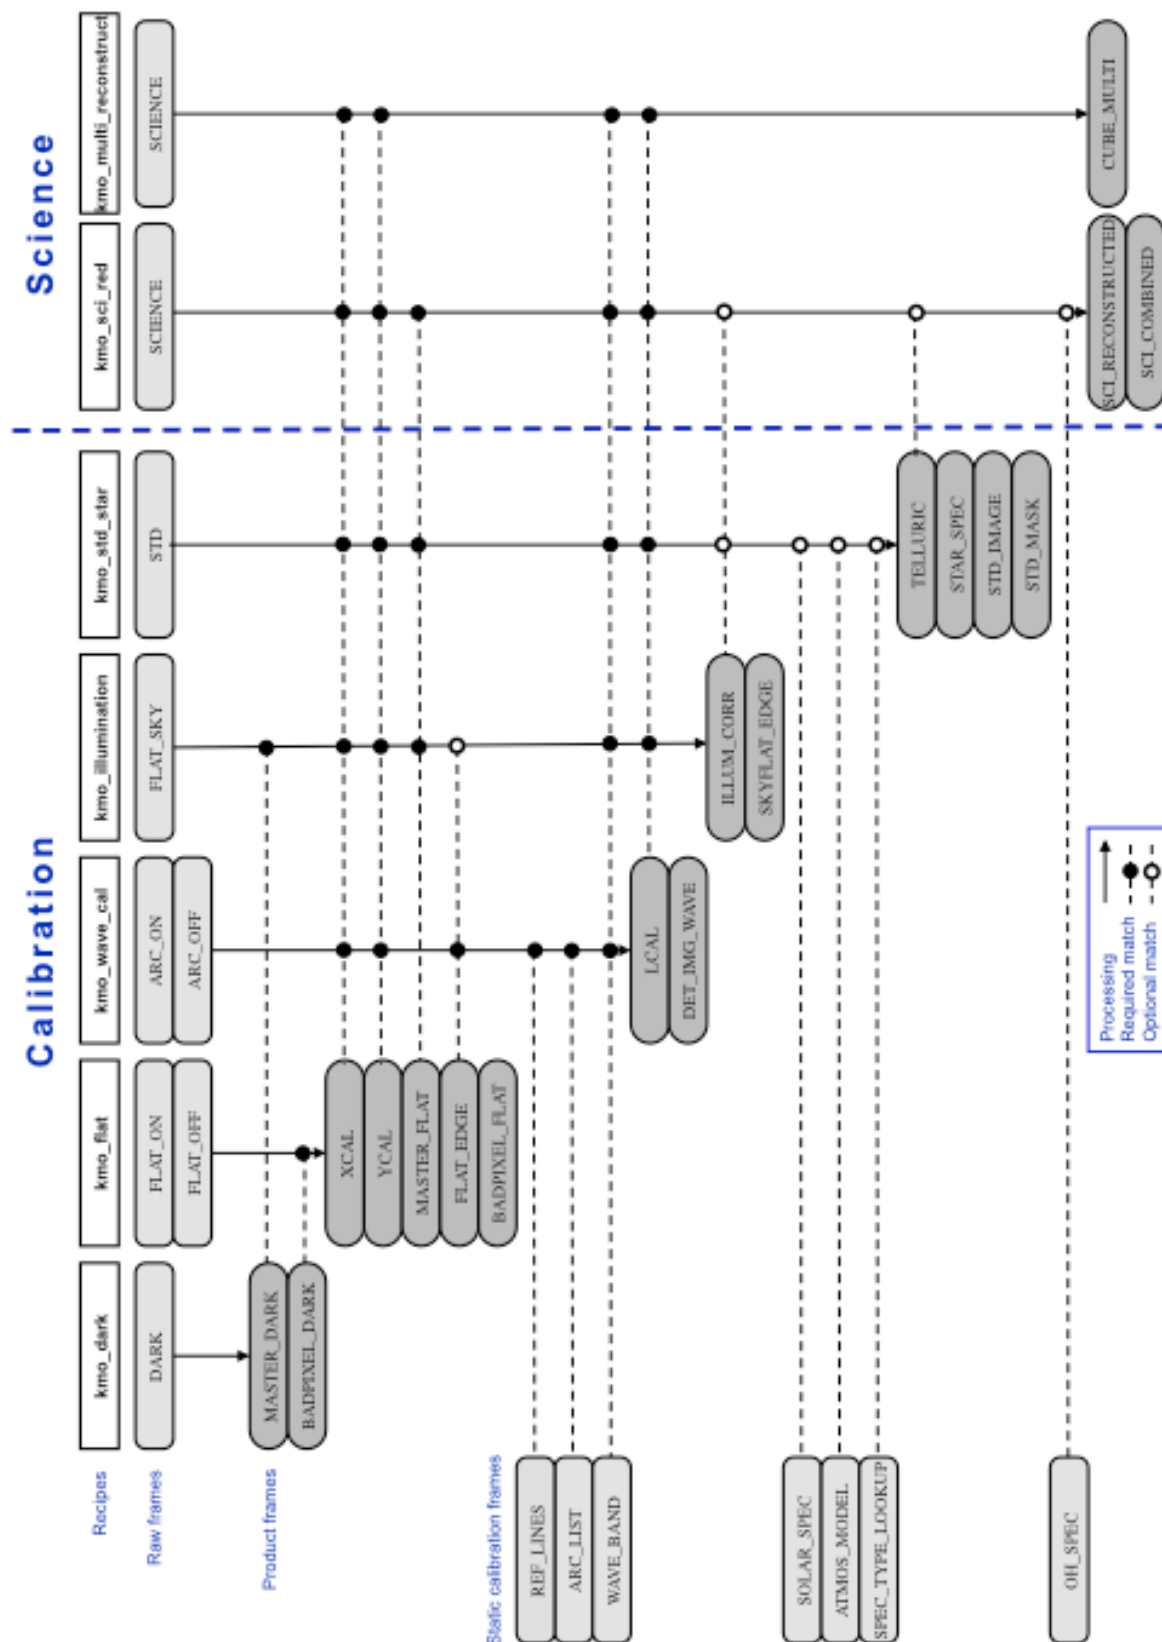 Calibration
Science
Recipes
kmo_dark
kmo_flat
kmo_wave_cal
kmo_illumination
kmo_std_star
kmo_sci_red
kmo_multi_reconstruct
Raw frames
DARK
FLAT_ON
FLAT_OFF
ARC_ON
ARC_OFF
FLAT_SKY
STD
SCIENCE
SCIENCE
Product frames
MASTER_DARK
BADPIXEL_DARK
XCAL
YCAL
MASTER_FLAT
FLAT_EDGE
BADPIXEL_FLAT
Static calibration frames
REF_LINES
ARC_LIST
WAVE_BAND
LCAL
DET_IMG_WAVE
ILLUM_CORR
SKYFLAT_EDGE
SOLAR_SPEC
ATMOS_MODEL
SPEC_TYPE_LOOKUP
TELLURIC
STAR_SPEC
STD_IMAGE
STD_MASK
OH_SPEC
SCI_RECONSTRUCTED
SCI_COMBINED
CUBE_MULTI
Processing
Required match
Optional match